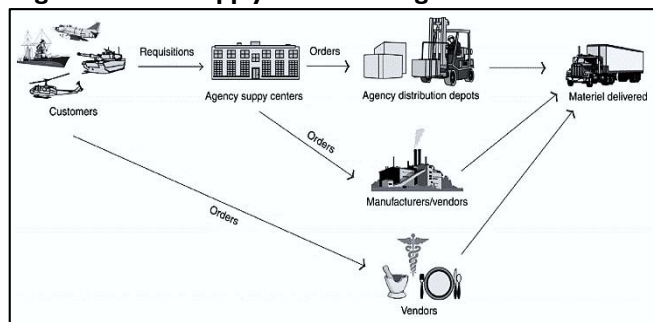 Requisitions
Orders
Customers
Agency suppy centers
Agency distribution depots
Materiel delivered
Orders
Manufacturers/vendors
Orders
Vendors